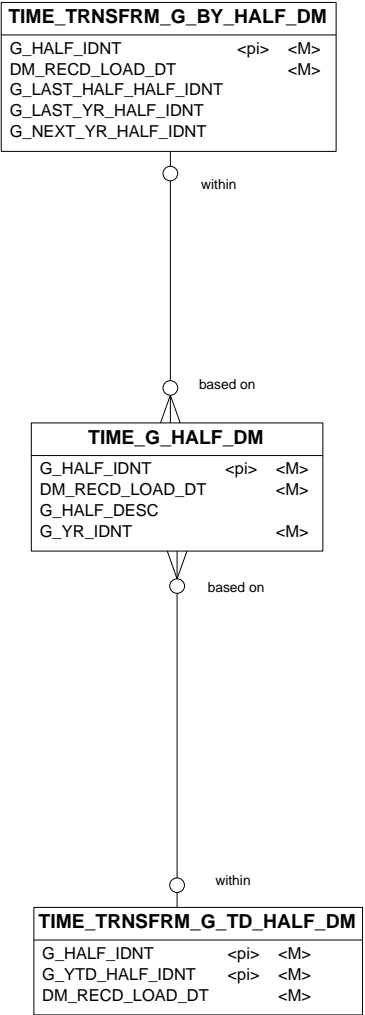 TIME_TRNSFRM_G_BY_HALF_DM
G_HALF_IDNT <pi> <M>
DM_RECD_LOAD_DT <M>
G_LAST_HALF_HALF_IDNT
G_LAST_YR_HALF_IDNT
G_NEXT_YR_HALF_IDNT
within
based on
TIME_G_HALF_DM
G_HALF_IDNT <pi> <M>
DM_RECD_LOAD_DT <M>
G_HALF_DESC
G_YR_IDNT <M>
based on
within
TIME_TRNSFRM_G_TD_HALF_DM
G_HALF_IDNT <pi> <M>
G_YTD_HALF_IDNT <pi> <M>
DM_RECD_LOAD_DT <M>